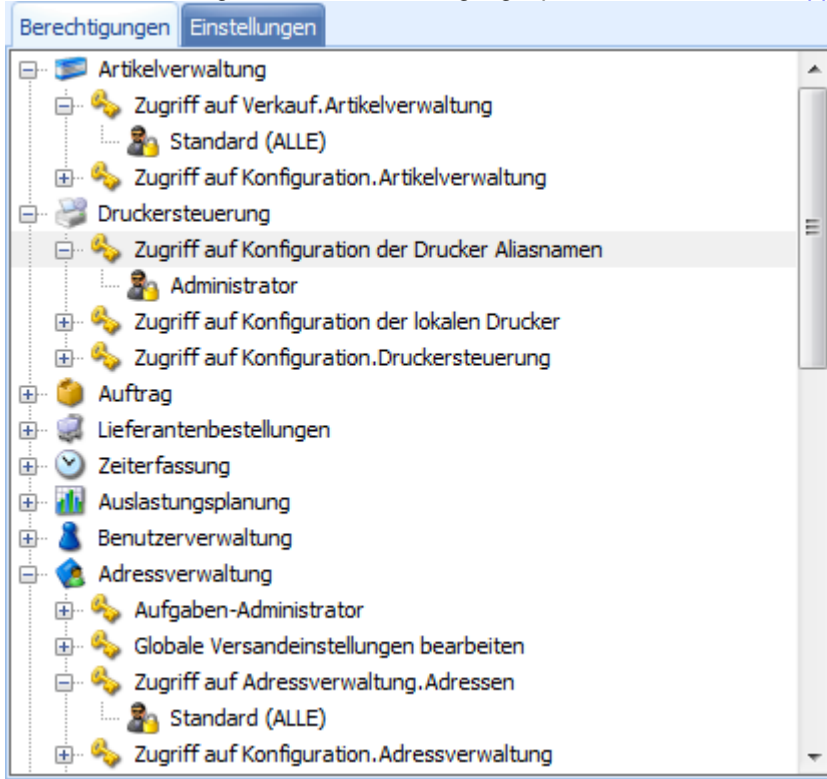 Berechtigungen Einstellungen
Artikelverwaltung
Zugriff auf Verkauf.Artikelverwaltung
Standard (ALLE)
Zugriff auf Konfiguration.Artikelverwaltung
Druckersteuerung
Zugriff auf Konfiguration der Drucker Aliasnamen
Administrator
Zugriff auf Konfiguration der lokalen Drucker
Zugriff auf Konfiguration.Druckersteuerung
Auftrag
Lieferantenbestellungen
Zeiterfassung
Auslastungsplanung
Benutzerverwaltung
Adressverwaltung
Aufgaben-Administrator
Globale Versandeinstellungen bearbeiten
Zugriff auf Adressverwaltung.Adressen
Standard (ALLE)
Zugriff auf Konfiguration.Adressverwaltung